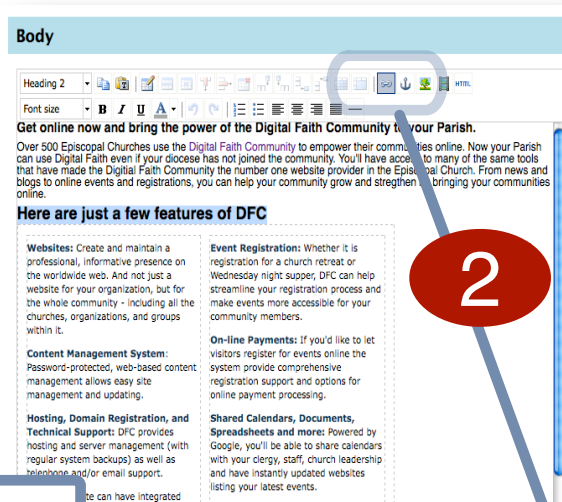 Body
Heading 2
HTML
Font size B I U A
Get online now and bring the power of the Digital Faith Community to your Parish.
Over 500 Episcopal Churches use the Digital Faith Community to empower their communities online. Now your Parish
can use Digital Faith even if your diocese has not joined the community. You'll have access to many of the same tools
that have made the Digitial Faith Community the number one website provider in the Episcopal Church. From news and
blogs to online events and registrations, you can help your community grow and stregthen by bringing your communities
online.
Here are just a few features of DFC
Websites: Create and maintain a
professional, informative presence on
the worldwide web. And not just a
website for your organization, but for
the whole community - including all the
churches, organizations, and groups
within it.
Content Management System:
Password-protected, web-based content
management allows easy site
management and updating.
Hosting, Domain Registration, and
Technical Support: DFC provides
hosting and server management (with
regular system backups) as well as
telephone and/or email support.
te can have integrated
Event Registration: Whether it is
registration for a church retreat or
Wednesday night supper, DFC can help
streamline your registration process and
make events more accessible for your
community members.
On-line Payments: If you'd like to let
visitors register for events online the
system provide comprehensive
registration support and options for
online payment processing.
Shared Calendars, Documents,
Spreadsheets and more: Powered by
Google, you'll be able to share calendars
with your clergy, staff, church leadership
and have instantly updated websites
listing your latest events.
2